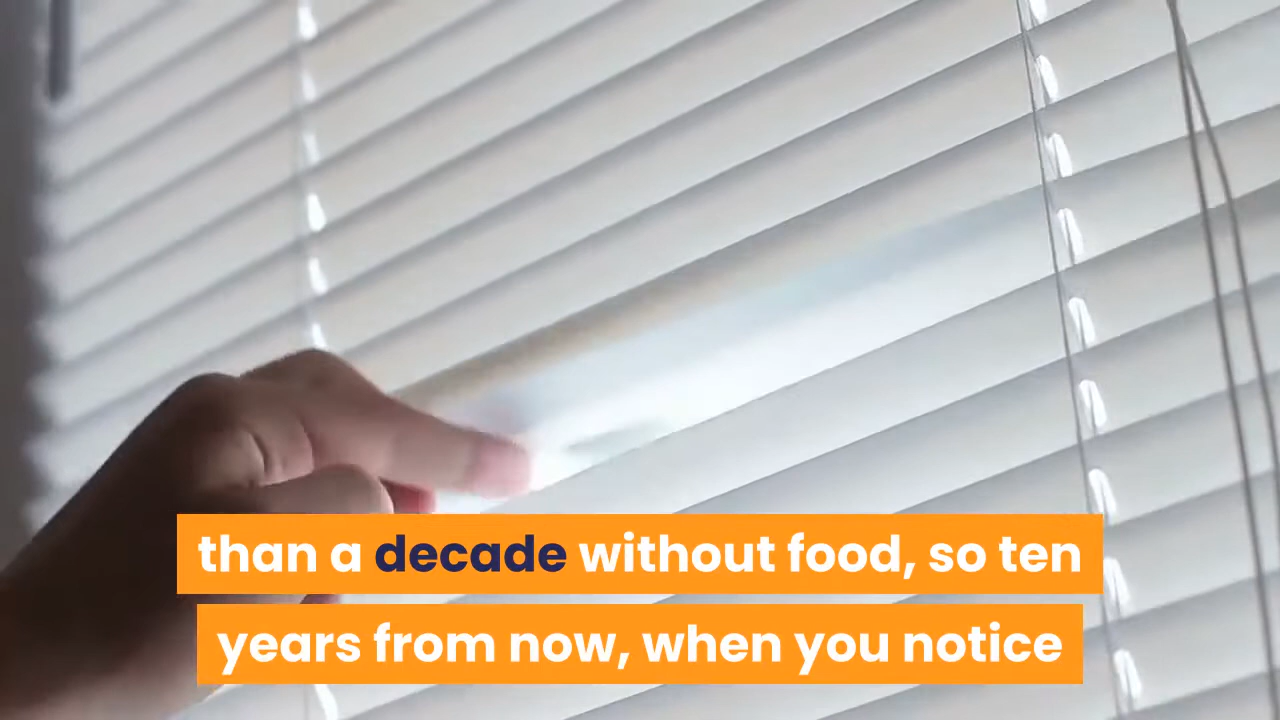 than a decade without food, so ten
years from now, when you notice